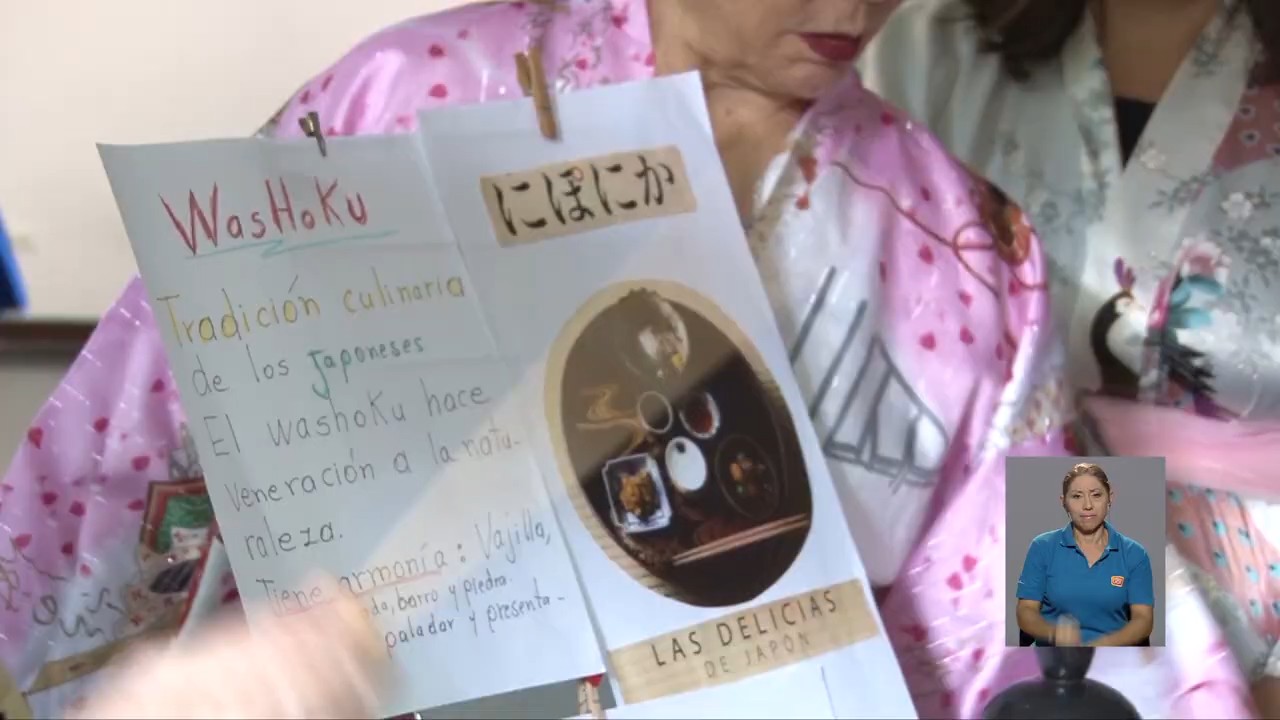 WasHoKu
Tradición culinaria
de los japoneses
El washoKu hace
veneración a la natu-
raleza.
Tiene armonía: Vajilla,
barro y piedra.
paladar y presenta-
にぽにか
LAS DELICIAS
DE JAPÓN